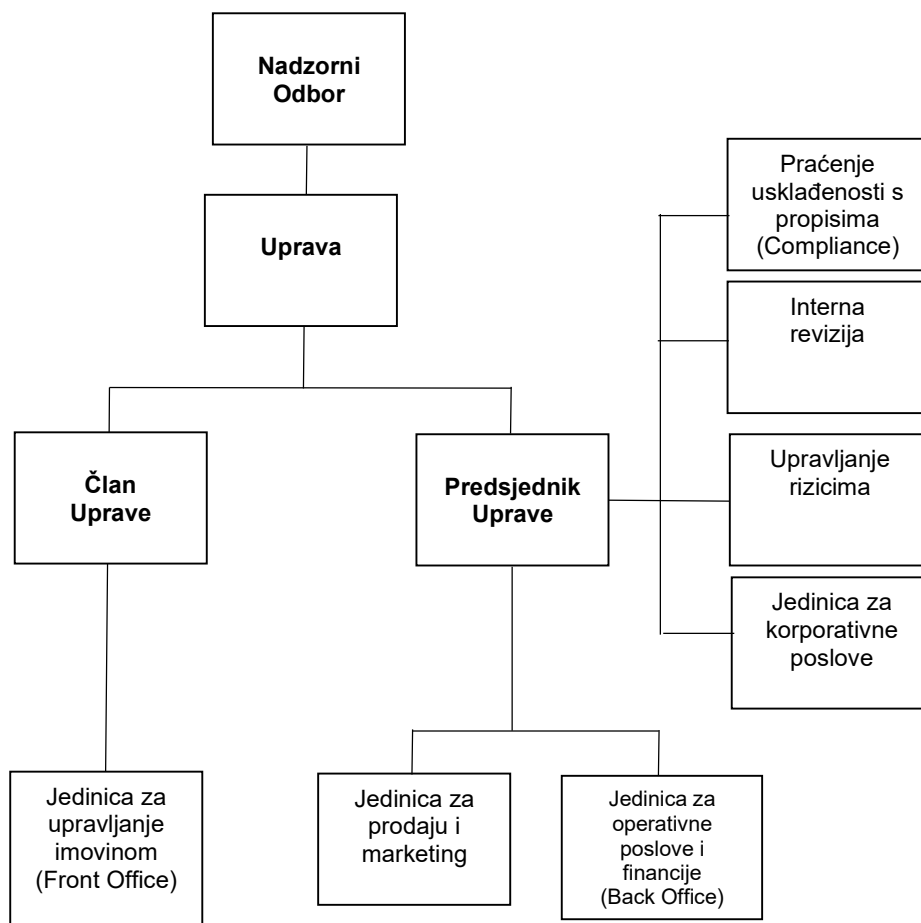 Nadzorni
Odbor
Uprava
Praćenje
usklađenosti s
propisima
(Compliance)
Interna
revizija
Upravljanje
rizicima
Jedinica za
korporativne
poslove
Član
Uprave
Predsjednik
Uprave
Jedinica za
upravljanje
imovinom
(Front Office)
Jedinica za
prodaju i
marketing
Jedinica za
operativne
poslove i
financije
(Back Office)